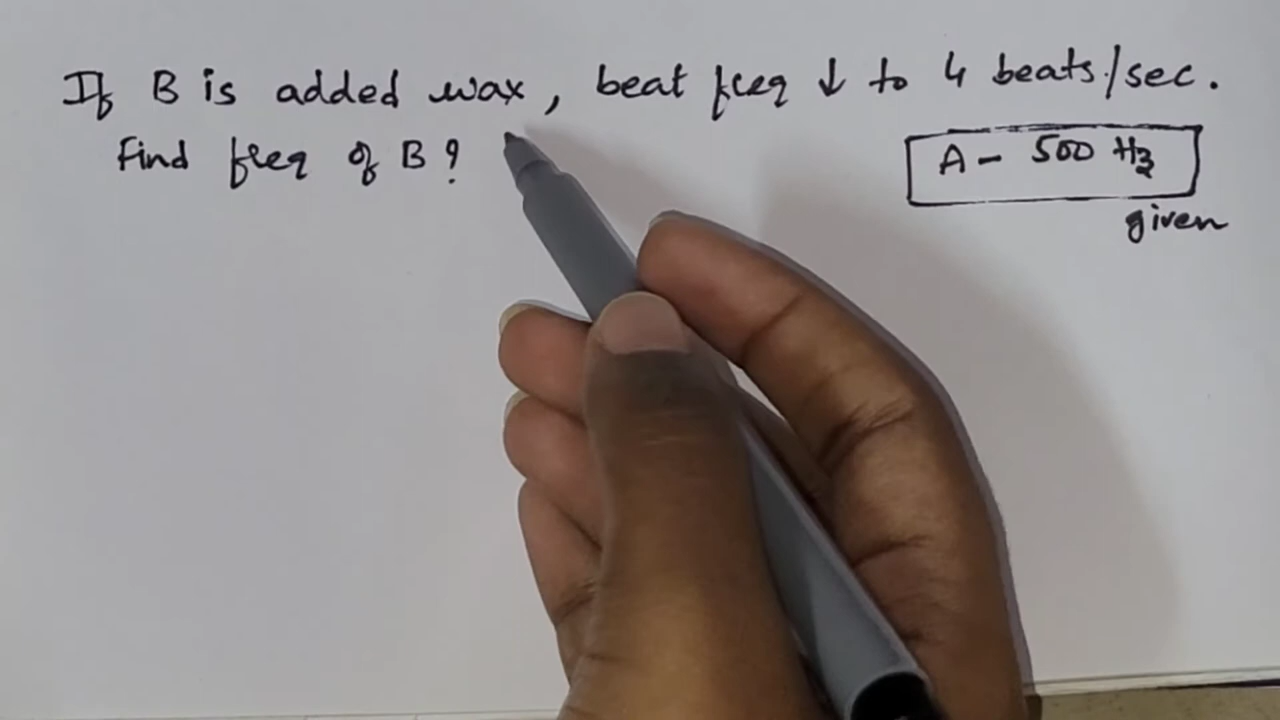 If B is added wax, beat freq ↓ to 4 beats/sec.
Find freq of B?
A - 500 Hz
given